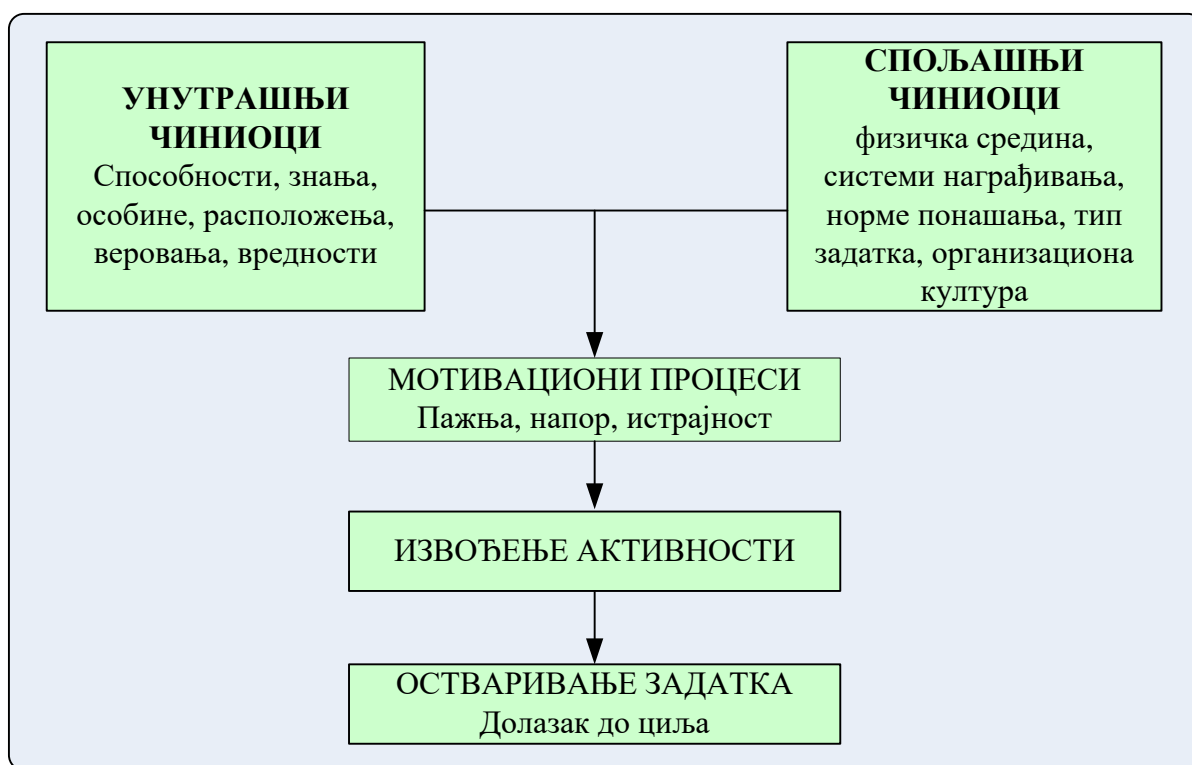 УНУТРАШЊИ
ЧИНИОЦИ
Способности, знања,
особине, расположења,
веровања, вредности
СПОЉАШЊИ
ЧИНИОЦИ
физичка средина,
системи награђивања,
норме понашања, тип
задатка, организациона
култура
МОТИВАЦИОНИ ПРОЦЕСИ
Пажња, напор, истрајност
ИЗВОЂЕЊЕ АКТИВНОСТИ
ОСТВАРИВАЊЕ ЗАДАТКА
Долазак до циља